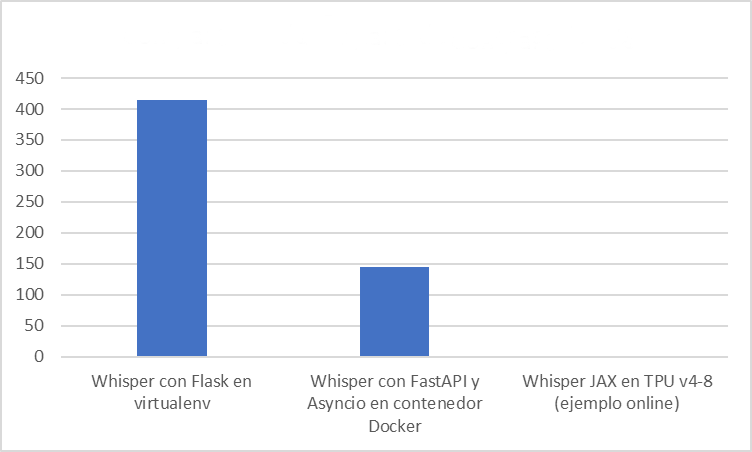 450
400
350
300
250
200
150
100
50
0
Whisper con Flask en
virtualenv
Whisper con FastAPI y
Asyncio en contenedor
Docker
Whisper JAX en TPU v4-8
(ejemplo online)